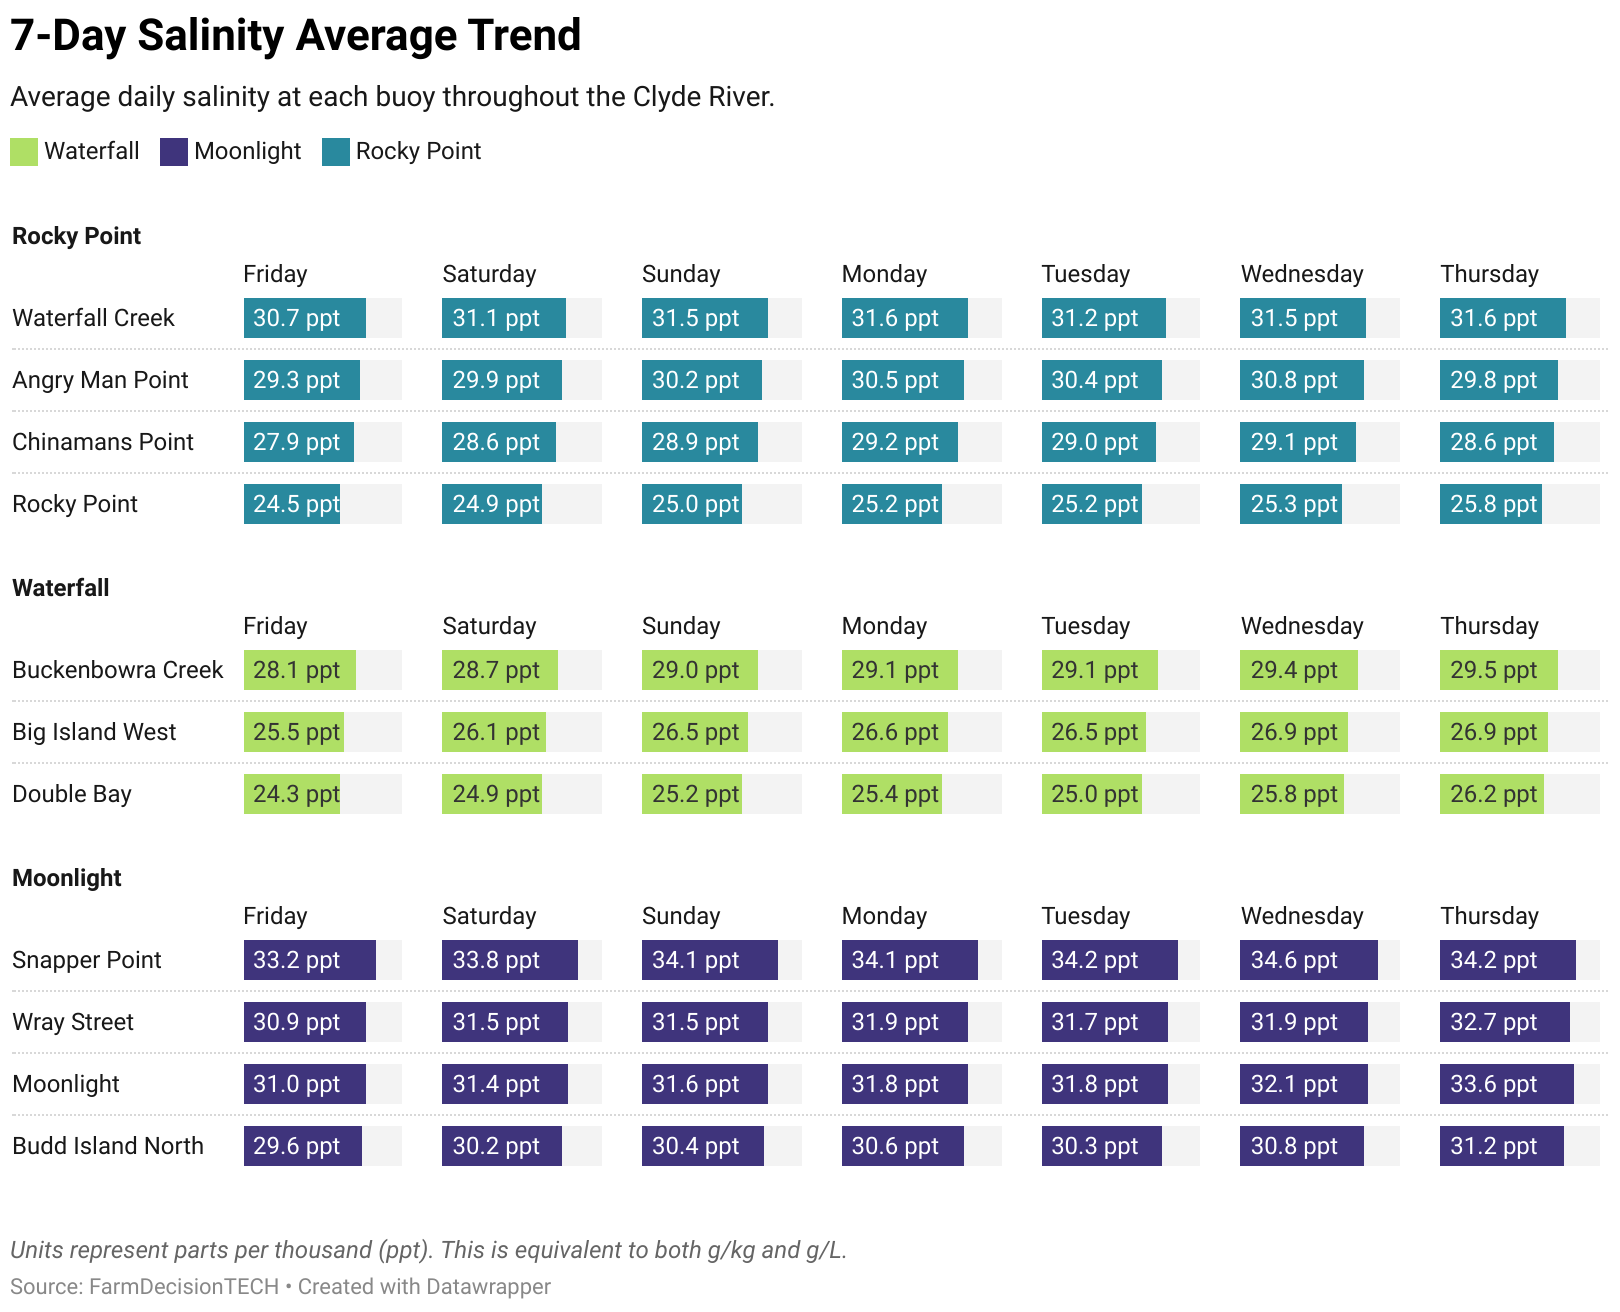 7-Day Salinity Average Trend
Average daily salinity at each buoy throughout the Clyde River.
Waterfall Moonlight Rocky Point
Rocky Point
Friday Saturday Sunday Monday Tuesday Wednesday Thursday
Waterfall Creek 30.7 ppt 31.1 ppt 31.5 ppt 31.6 ppt 31.2 ppt 31.5 ppt 31.6 ppt
Angry Man Point 29.3 ppt 29.9 ppt 30.2 ppt 30.5 ppt 30.4 ppt 30.8 ppt 29.8 ppt
Chinamans Point 27.9 ppt 28.6 ppt 28.9 ppt 29.2 ppt 29.0 ppt 29.1 ppt 28.6 ppt
Rocky Point 24.5 ppt 24.9 ppt 25.0 ppt 25.2 ppt 25.2 ppt 25.3 ppt 25.8 ppt
Waterfall
Friday Saturday Sunday Monday Tuesday Wednesday Thursday
Buckenbowra Creek 28.1 ppt 28.7 ppt 29.0 ppt 29.1 ppt 29.1 ppt 29.4 ppt 29.5 ppt
Big Island West 25.5 ppt 26.1 ppt 26.5 ppt 26.6 ppt 26.5 ppt 26.9 ppt 26.9 ppt
Double Bay 24.3 ppt 24.9 ppt 25.2 ppt 25.4 ppt 25.0 ppt 25.8 ppt 26.2 ppt
Moonlight
Friday Saturday Sunday Monday Tuesday Wednesday Thursday
Snapper Point 33.2 ppt 33.8 ppt 34.1 ppt 34.1 ppt 34.2 ppt 34.6 ppt 34.2 ppt
Wray Street 30.9 ppt 31.5 ppt 31.5 ppt 31.9 ppt 31.7 ppt 31.9 ppt 32.7 ppt
Moonlight 31.0 ppt 31.4 ppt 31.6 ppt 31.8 ppt 31.8 ppt 32.1 ppt 33.6 ppt
Budd Island North 29.6 ppt 30.2 ppt 30.4 ppt 30.6 ppt 30.3 ppt 30.8 ppt 31.2 ppt
Units represent parts per thousand (ppt). This is equivalent to both g/kg and g/L.
Source: FarmDecisionTECH • Created with Datawrapper